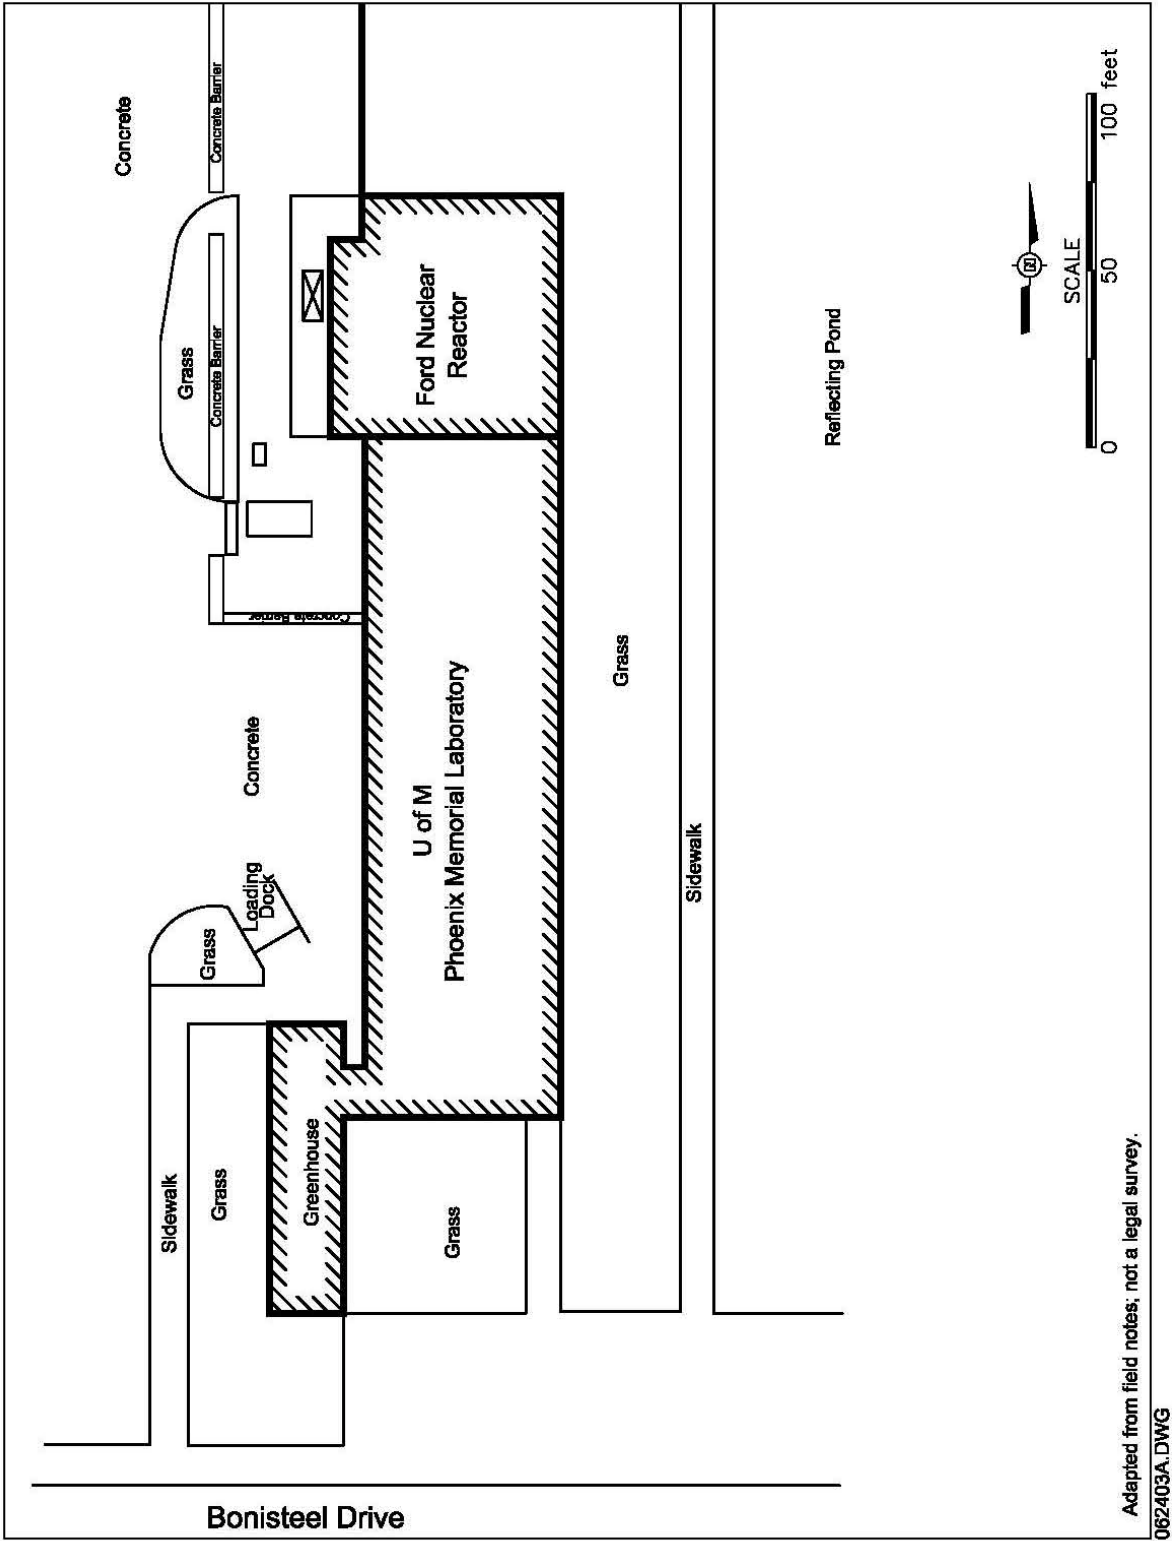 Concrete
Concrete Barrier
Grass
Concrete Barrier
Ford Nuclear
Reactor
Concrete Barrier
Concrete
Loading
Dock
Grass
U of M
Phoenix Memorial Laboratory
Grass
Sidewalk
Reflecting Pond
N
SCALE
0
50
100 feet
Sidewalk
Grass
Greenhouse
Grass
Bonisteel Drive
Adapted from field notes; not a legal survey.
062403A.DWG